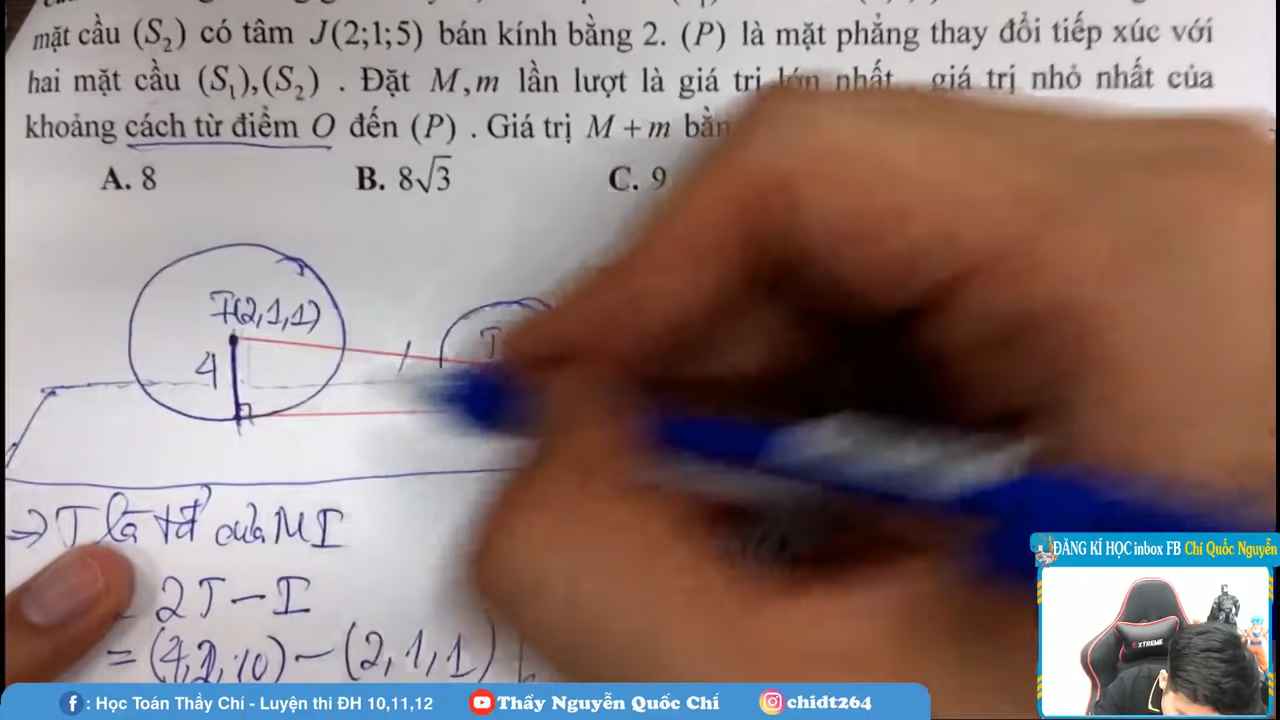 mặt cầu (S₂) có tâm J(2;1;5) bán kính bằng 2. (P) là mặt phẳng thay đổi tiếp xúc với
hai mặt cầu (S₁),(S₂) . Đặt M,m lần lượt là giá trị lớn nhất , giá trị nhỏ nhất của
khoảng cách từ điểm O đến (P) . Giá trị M + m
A. 8 B. 8√3 C. 9
I(2,1,1)
4
⇒ J là tđ của MI
2J - I
= (4,2,10) - (2,1,1)
ĐĂNG KÍ HỌC inbox FB Chí Quốc Nguyễn
EXTREME
: Học Toán Thầy Chí - Luyện thi ĐH 10,11,12 Thầy Nguyễn Quốc Chí chidt264